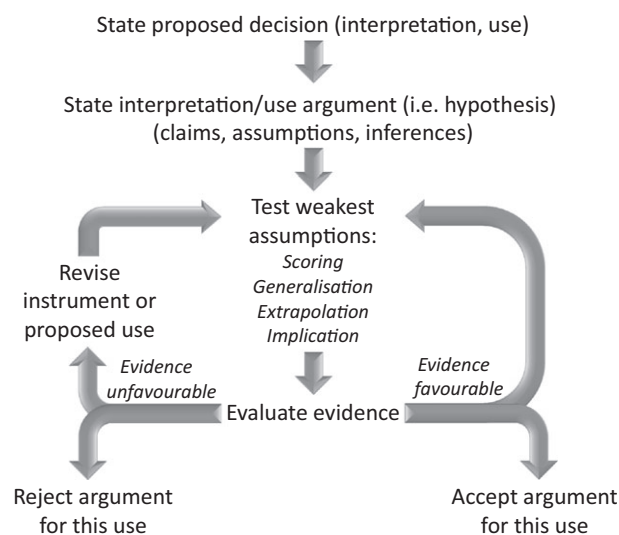 State proposed decision (interpretation, use)
State interpretation/use argument (i.e. hypothesis)
(claims, assumptions, inferences)
Test weakest
assumptions:
Scoring
Generalisation
Extrapolation
Implication
Revise
instrument or
proposed use
Evidence
unfavourable
Evidence
favourable
Evaluate evidence
Reject argument
for this use
Accept argument
for this use